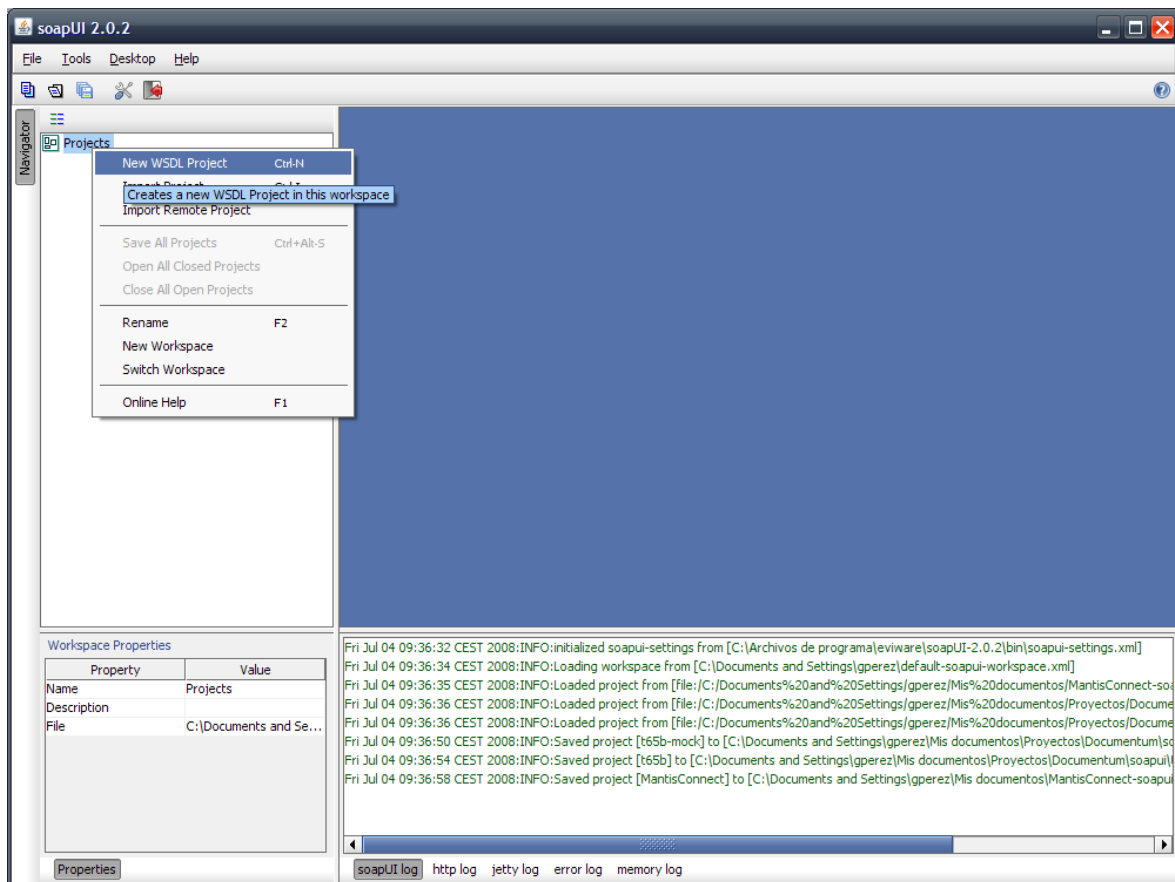 soapUI 2.0.2
File Tools Desktop Help
Navigator
Projects
New WSDL Project Ctrl-N
Import Project Ctrl-I
Creates a new WSDL Project in this workspace
Import Remote Project
Save All Projects Ctrl+Alt-S
Open All Closed Projects
Close All Open Projects
Rename F2
New Workspace
Switch Workspace
Online Help F1
Workspace Properties
Property Value
Name Projects
Description
File C:\Documents and Se...
Properties
Fri Jul 04 09:36:32 CEST 2008:INFO:initialized soapui-settings from [C:\Archivos de programa\eviware\soapUI-2.0.2\bin\soapui-settings.xml]
Fri Jul 04 09:36:34 CEST 2008:INFO:Loading workspace from [C:\Documents and Settings\gperez\default-soapui-workspace.xml]
Fri Jul 04 09:36:35 CEST 2008:INFO:Loaded project from [file:/C:/Documents%20and%20Settings/gperez/Mis%20documentos/MantisConnect-soa
Fri Jul 04 09:36:36 CEST 2008:INFO:Loaded project from [file:/C:/Documents%20and%20Settings/gperez/Mis%20documentos/Proyectos/Docume
Fri Jul 04 09:36:36 CEST 2008:INFO:Loaded project from [file:/C:/Documents%20and%20Settings/gperez/Mis%20documentos/Proyectos/Docume
Fri Jul 04 09:36:50 CEST 2008:INFO:Saved project [t65b-mock] to [C:\Documents and Settings\gperez\Mis documentos\Proyectos\Documentum\so
Fri Jul 04 09:36:54 CEST 2008:INFO:Saved project [t65b] to [C:\Documents and Settings\gperez\Mis documentos\Proyectos\Documentum\soapui\
Fri Jul 04 09:36:58 CEST 2008:INFO:Saved project [MantisConnect] to [C:\Documents and Settings\gperez\Mis documentos\MantisConnect-soapui
soapUI log http log jetty log error log memory log